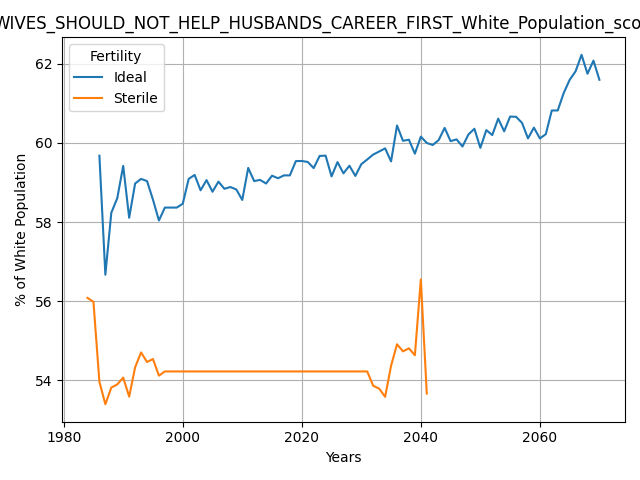 WIVES_SHOULD_NOT_HELP_HUSBANDS_CAREER_FIRST_White_Population_sco
Fertility
Ideal
Sterile
% of White Population
62
60
58
56
54
1980
2000
2020
2040
2060
Years